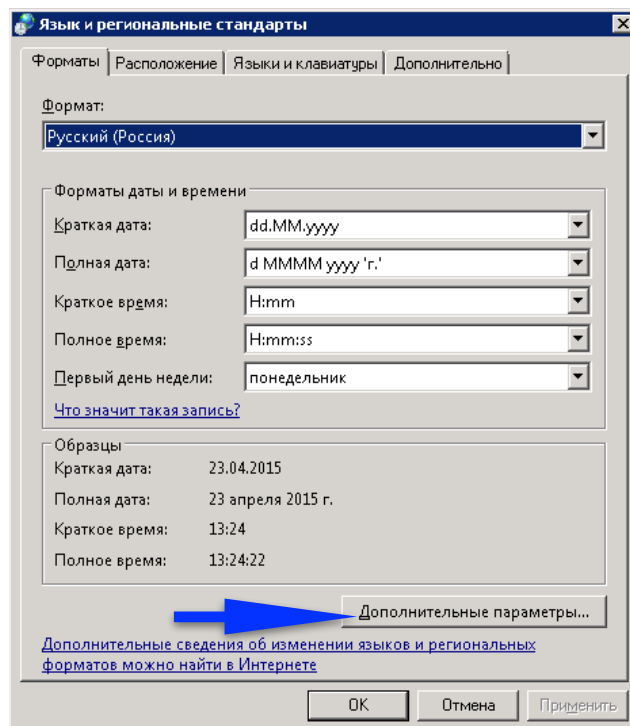 Язык и региональные стандарты
Форматы Расположение Языки и клавиатуры Дополнительно
Формат:
Русский (Россия)
Форматы даты и времени
Краткая дата: dd.MM.yyyy
Полная дата: d MMMM yyyy 'г.'
Краткое время: H:mm
Полное время: H:mm:ss
Первый день недели: понедельник
Что значит такая запись?
Образцы
Краткая дата: 23.04.2015
Полная дата: 23 апреля 2015 г.
Краткое время: 13:24
Полное время: 13:24:22
Дополнительные параметры...
Дополнительные сведения об изменении языков и региональных
форматов можно найти в Интернете
OK Отмена Применить